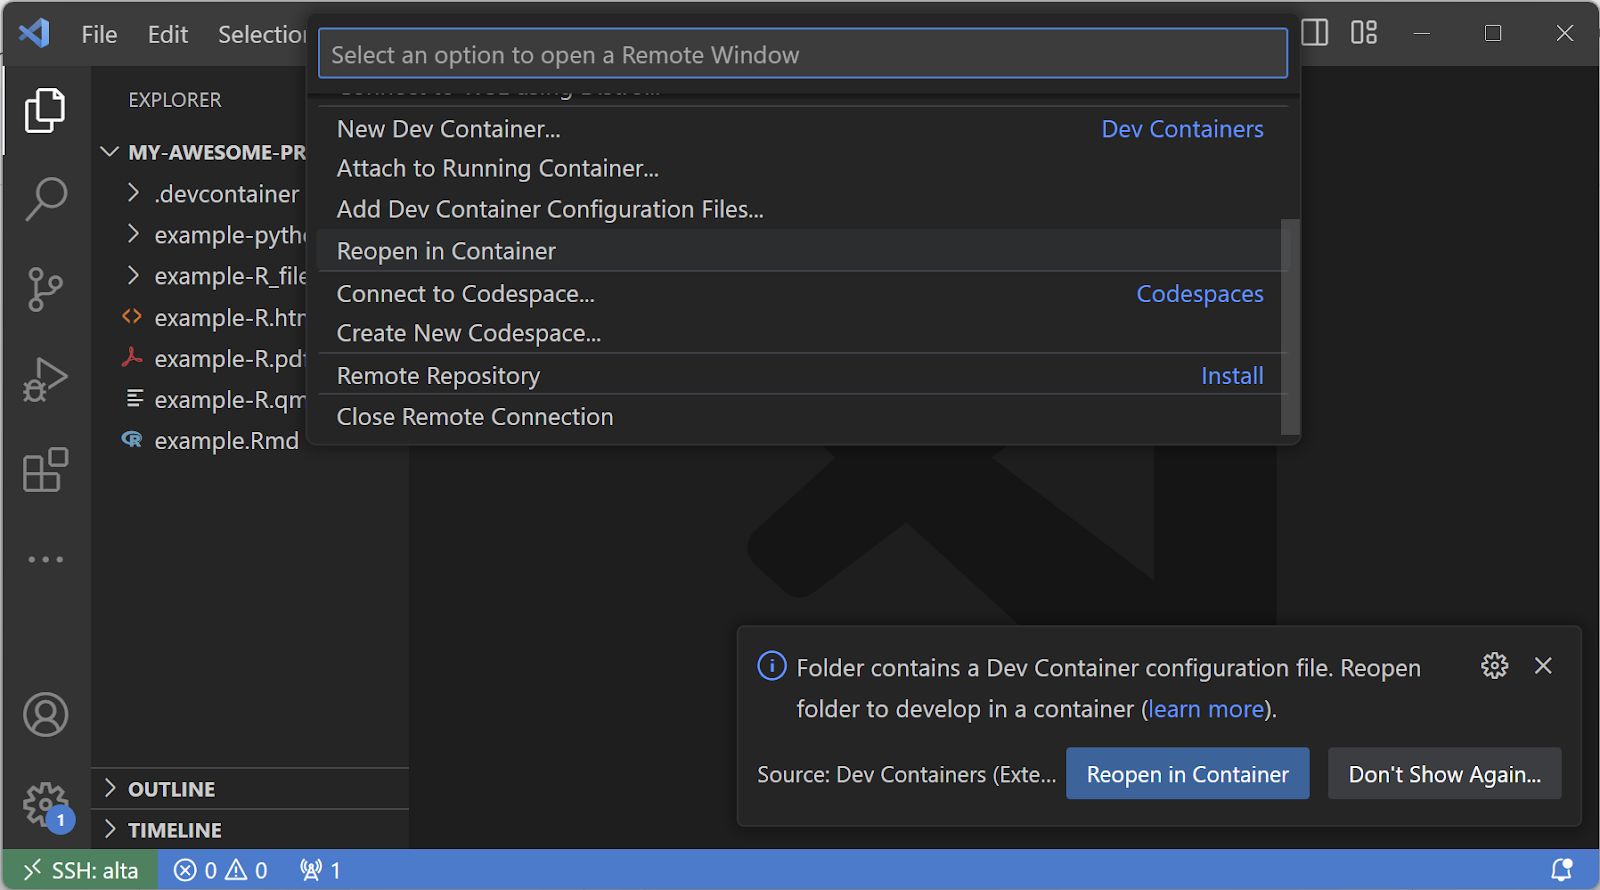 File Edit Selection
Select an option to open a Remote Window
EXPLORER
MY-AWESOME-PR
.devcontainer
example-pyth
example-R_file
example-R.htm
example-R.pdf
example-R.qm
example.Rmd
New Dev Container...
Dev Containers
Attach to Running Container...
Add Dev Container Configuration Files...
Reopen in Container
Connect to Codespace...
Codespaces
Create New Codespace...
Remote Repository
Install
Close Remote Connection
Folder contains a Dev Container configuration file. Reopen
folder to develop in a container (learn more).
Source: Dev Containers (Exte...
Reopen in Container
Don't Show Again...
OUTLINE
1
TIMELINE
SSH: alta 0 0 1